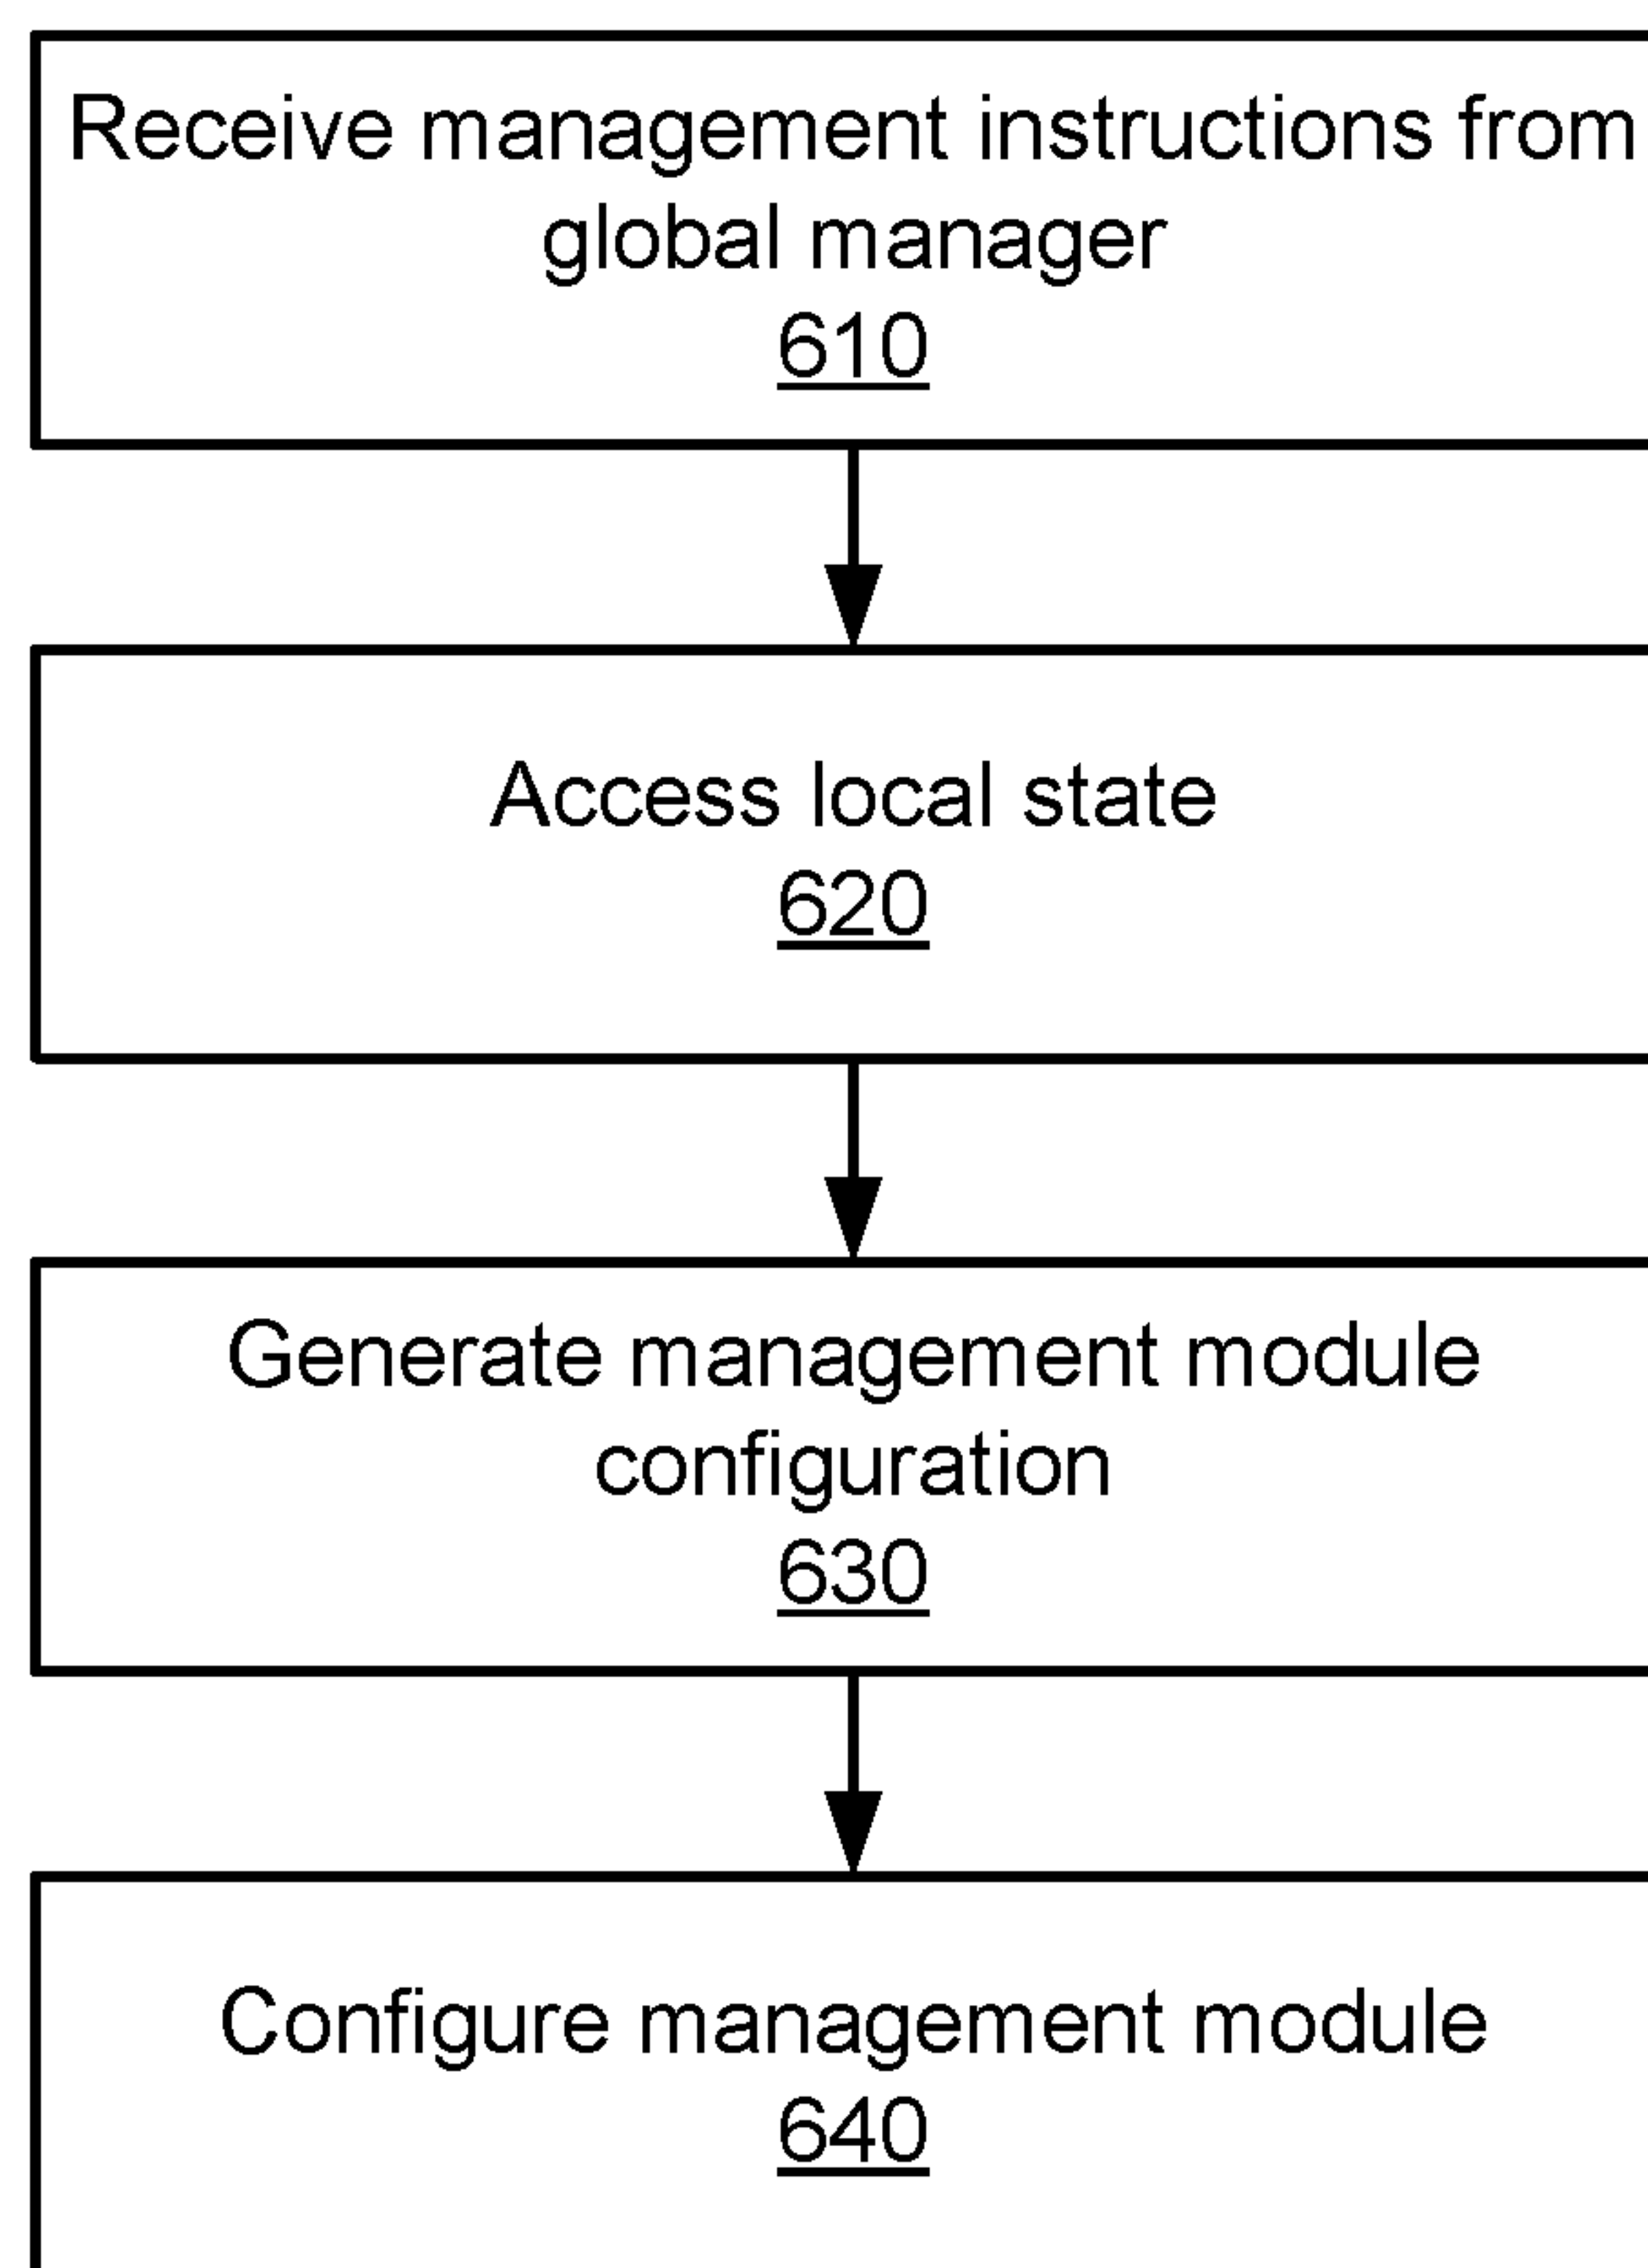 Receive management instructions from
global manager
610
Access local state
620
Generate management module
configuration
630
Configure management module
640